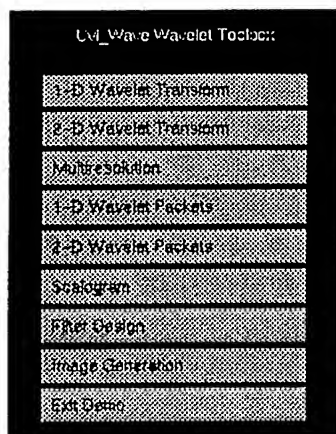 Uvi_Wave Wavelet Toolbox
1-D Wavelet Transform
2-D Wavelet Transform
Multiresolution
1-D Wavelet Packets
2-D Wavelet Packets
Scalogram
Filter Design
Image Generation
Exit Demo